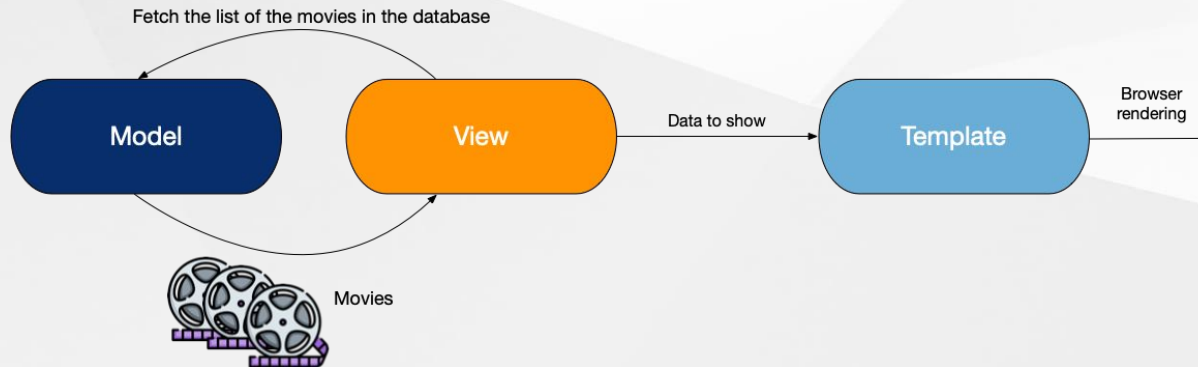 Fetch the list of the movies in the database
Model
View
Data to show
Template
Browser
rendering
Movies